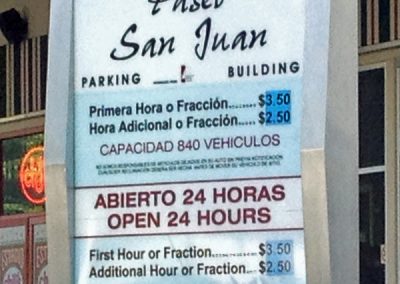 Paseo
San Juan
PARKING BUILDING
Primera Hora o Fracción......$3.50
Hora Adicional o Fracción.....$2.50
CAPACIDAD 840 VEHICULOS
ABIERTO 24 HORAS
OPEN 24 HOURS
First Hour or Fraction......$3.50
Additional Hour or Fraction....$2.50